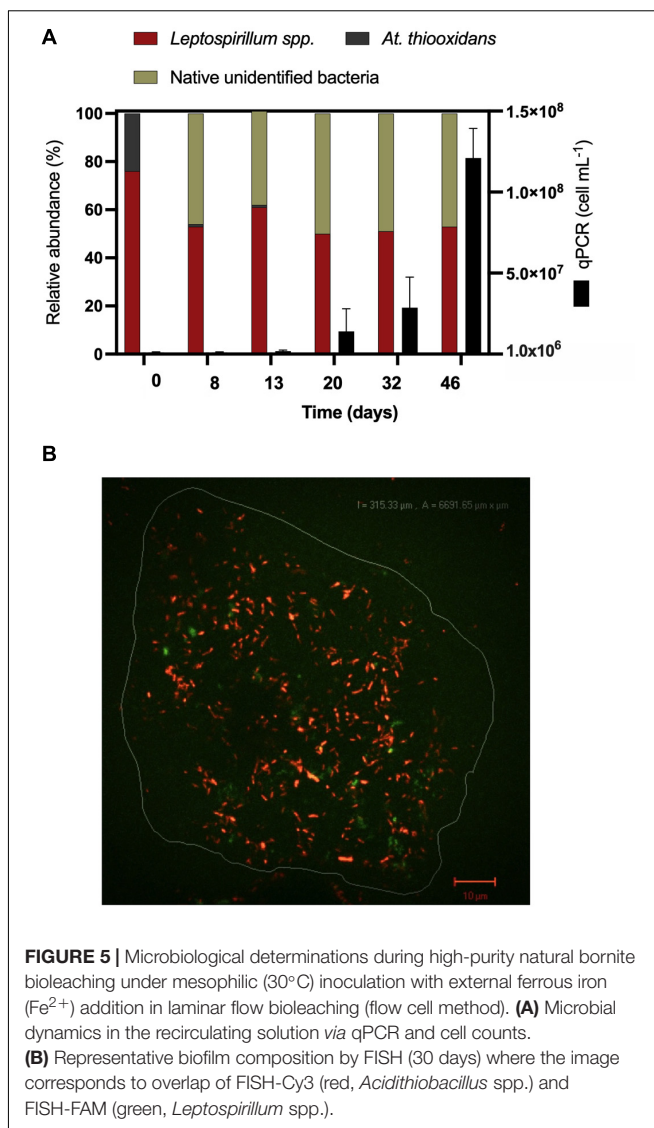 A
Leptospirillum spp.
At. thiooxidans
Native unidentified bacteria
Relative abundance (%)
100
80
60
40
20
0
1.5×10⁸
1.0×10⁸
5.0×10⁷
1.0x10⁶
qPCR (cell mL⁻¹)
0 8 13 20 32 46
Time (days)
B
l = 315.33 µm , A = 6691.65 µm x µm
10 µm
FIGURE 5 | Microbiological determinations during high-purity natural bornite
bioleaching under mesophilic (30°C) inoculation with external ferrous iron
(Fe²⁺) addition in laminar flow bioleaching (flow cell method). (A) Microbial
dynamics in the recirculating solution via qPCR and cell counts.
(B) Representative biofilm composition by FISH (30 days) where the image
corresponds to overlap of FISH-Cy3 (red, Acidithiobacillus spp.) and
FISH-FAM (green, Leptospirillum spp.).